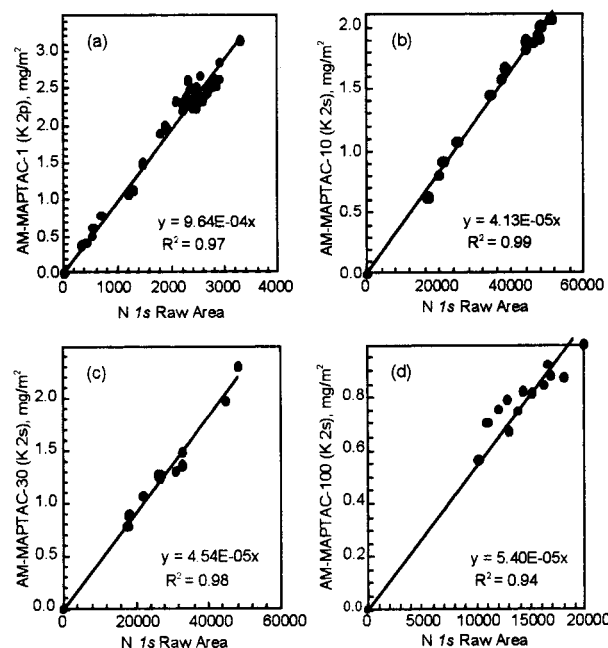 (a)
AM-MAPTAC-1 (K 2p), mg/m²
3.0
2.5
2.0
1.5
1.0
0.5
0.0
y = 9.64E-04x
R² = 0.97
0 1000 2000 3000 4000
N 1s Raw Area
(b)
AM-MAPTAC-10 (K 2s), mg/m²
2.0
1.5
1.0
0.5
0.0
y = 4.13E-05x
R² = 0.99
0 20000 40000 60000
N 1s Raw Area
(c)
AM-MAPTAC-30 (K 2s), mg/m²
2.0
1.5
1.0
0.5
0.0
y = 4.54E-05x
R² = 0.98
0 20000 40000 60000
N 1s Raw Area
(d)
AM-MAPTAC-100 (K 2s), mg/m²
0.8
0.6
0.4
0.2
0.0
y = 5.40E-05x
R² = 0.94
0 5000 10000 15000 20000
N 1s Raw Area